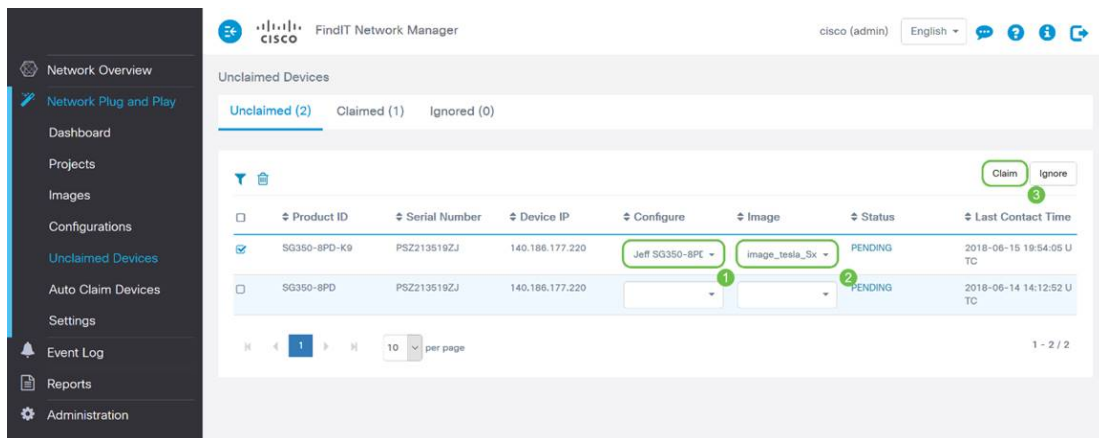 CISCO FindIT Network Manager cisco (admin) English
Network Overview
Network Plug and Play
Dashboard
Projects
Images
Configurations
Unclaimed Devices
Auto Claim Devices
Settings
Event Log
Reports
Administration
Unclaimed Devices
Unclaimed (2) Claimed (1) Ignored (0)
Claim Ignore
3
Product ID Serial Number Device IP Configure Image Status Last Contact Time
SG350-8PD-K9 PSZ213519ZJ 140.186.177.220 Jeff SG350-8PD image_tesla_Sx PENDING 2018-06-15 19:54:05 U
TC
1 2
SG350-8PD PSZ213519ZJ 140.186.177.220 PENDING 2018-06-14 14:12:52 U
TC
1 10 per page 1 - 2 / 2